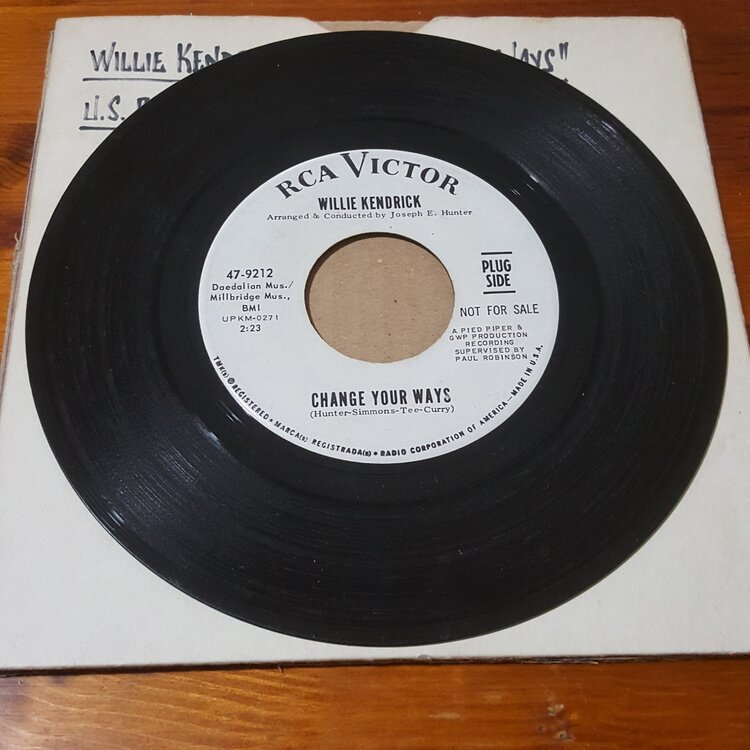 WILLIE WAYS"
U.S.
RCA VICTOR
WILLIE KENDRICK
Arranged & Conducted by Joseph E. Hunter
47-9212
Daedalian Mus./
Millbridge Mus.,
BMI
UPKM-0271
2:23
PLUG
SIDE
NOT FOR SALE
A PIED PIPER &
GWP PRODUCTION
RECORDING
SUPERVISED BY
PAUL ROBINSON
CHANGE YOUR WAYS
(Hunter-Simmons-Tee-Curry)
TMK(s) ® REGISTERED • MARCA(s) REGISTRADA(s) • RADIO CORPORATION OF AMERICA—MADE IN U.S.A.